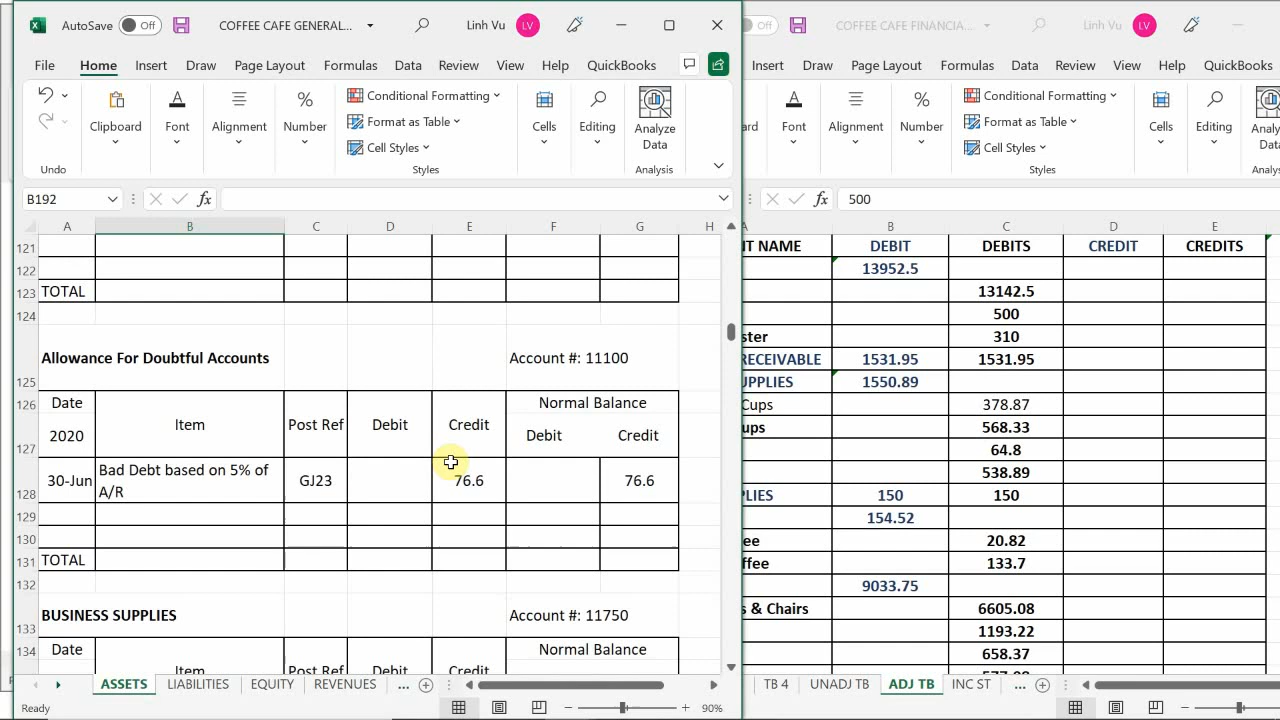 AutoSave Off COFFEE CAFE GENERAL... Linh Vu LV
File Home Insert Draw Page Layout Formulas Data Review View Help QuickBooks
Clipboard Font Alignment Number
Conditional Formatting
Format as Table
Cell Styles
Cells Editing Analyze Data
Undo Styles Analysis
B192 fx
A B C D E F G H
121
122
123 TOTAL
124
125 Allowance For Doubtful Accounts Account #: 11100
126 Date Item Post Ref Debit Credit Normal Balance
127 2020 Debit Credit
128 30-Jun Bad Debt based on 5% of A/R GJ23 76.6 76.6
129
130
131 TOTAL
132
133 BUSINESS SUPPLIES Account #: 11750
134 Date Item Post Ref Debit Credit Normal Balance
ASSETS LIABILITIES EQUITY REVENUES ...
Ready 90%
Off COFFEE CAFE FINANCIA... Linh Vu LV
Insert Draw Page Layout Formulas Data Review View Help QuickBooks
ard Font Alignment Number
Conditional Formatting
Format as Table
Cell Styles
Cells Editing Analy Data
Styles Analysis
fx 500
A B C D E
NT NAME DEBIT DEBITS CREDIT CREDITS
13952.5
13142.5
500
ster 310
RECEIVABLE 1531.95 1531.95
UPPLIES 1550.89
Cups 378.87
ups 568.33
64.8
538.89
PLIES 150 150
154.52
ee 20.82
ffee 133.7
9033.75
s & Chairs 6605.08
1193.22
658.37
TB 4 UNADJ TB ADJ TB INC ST ...